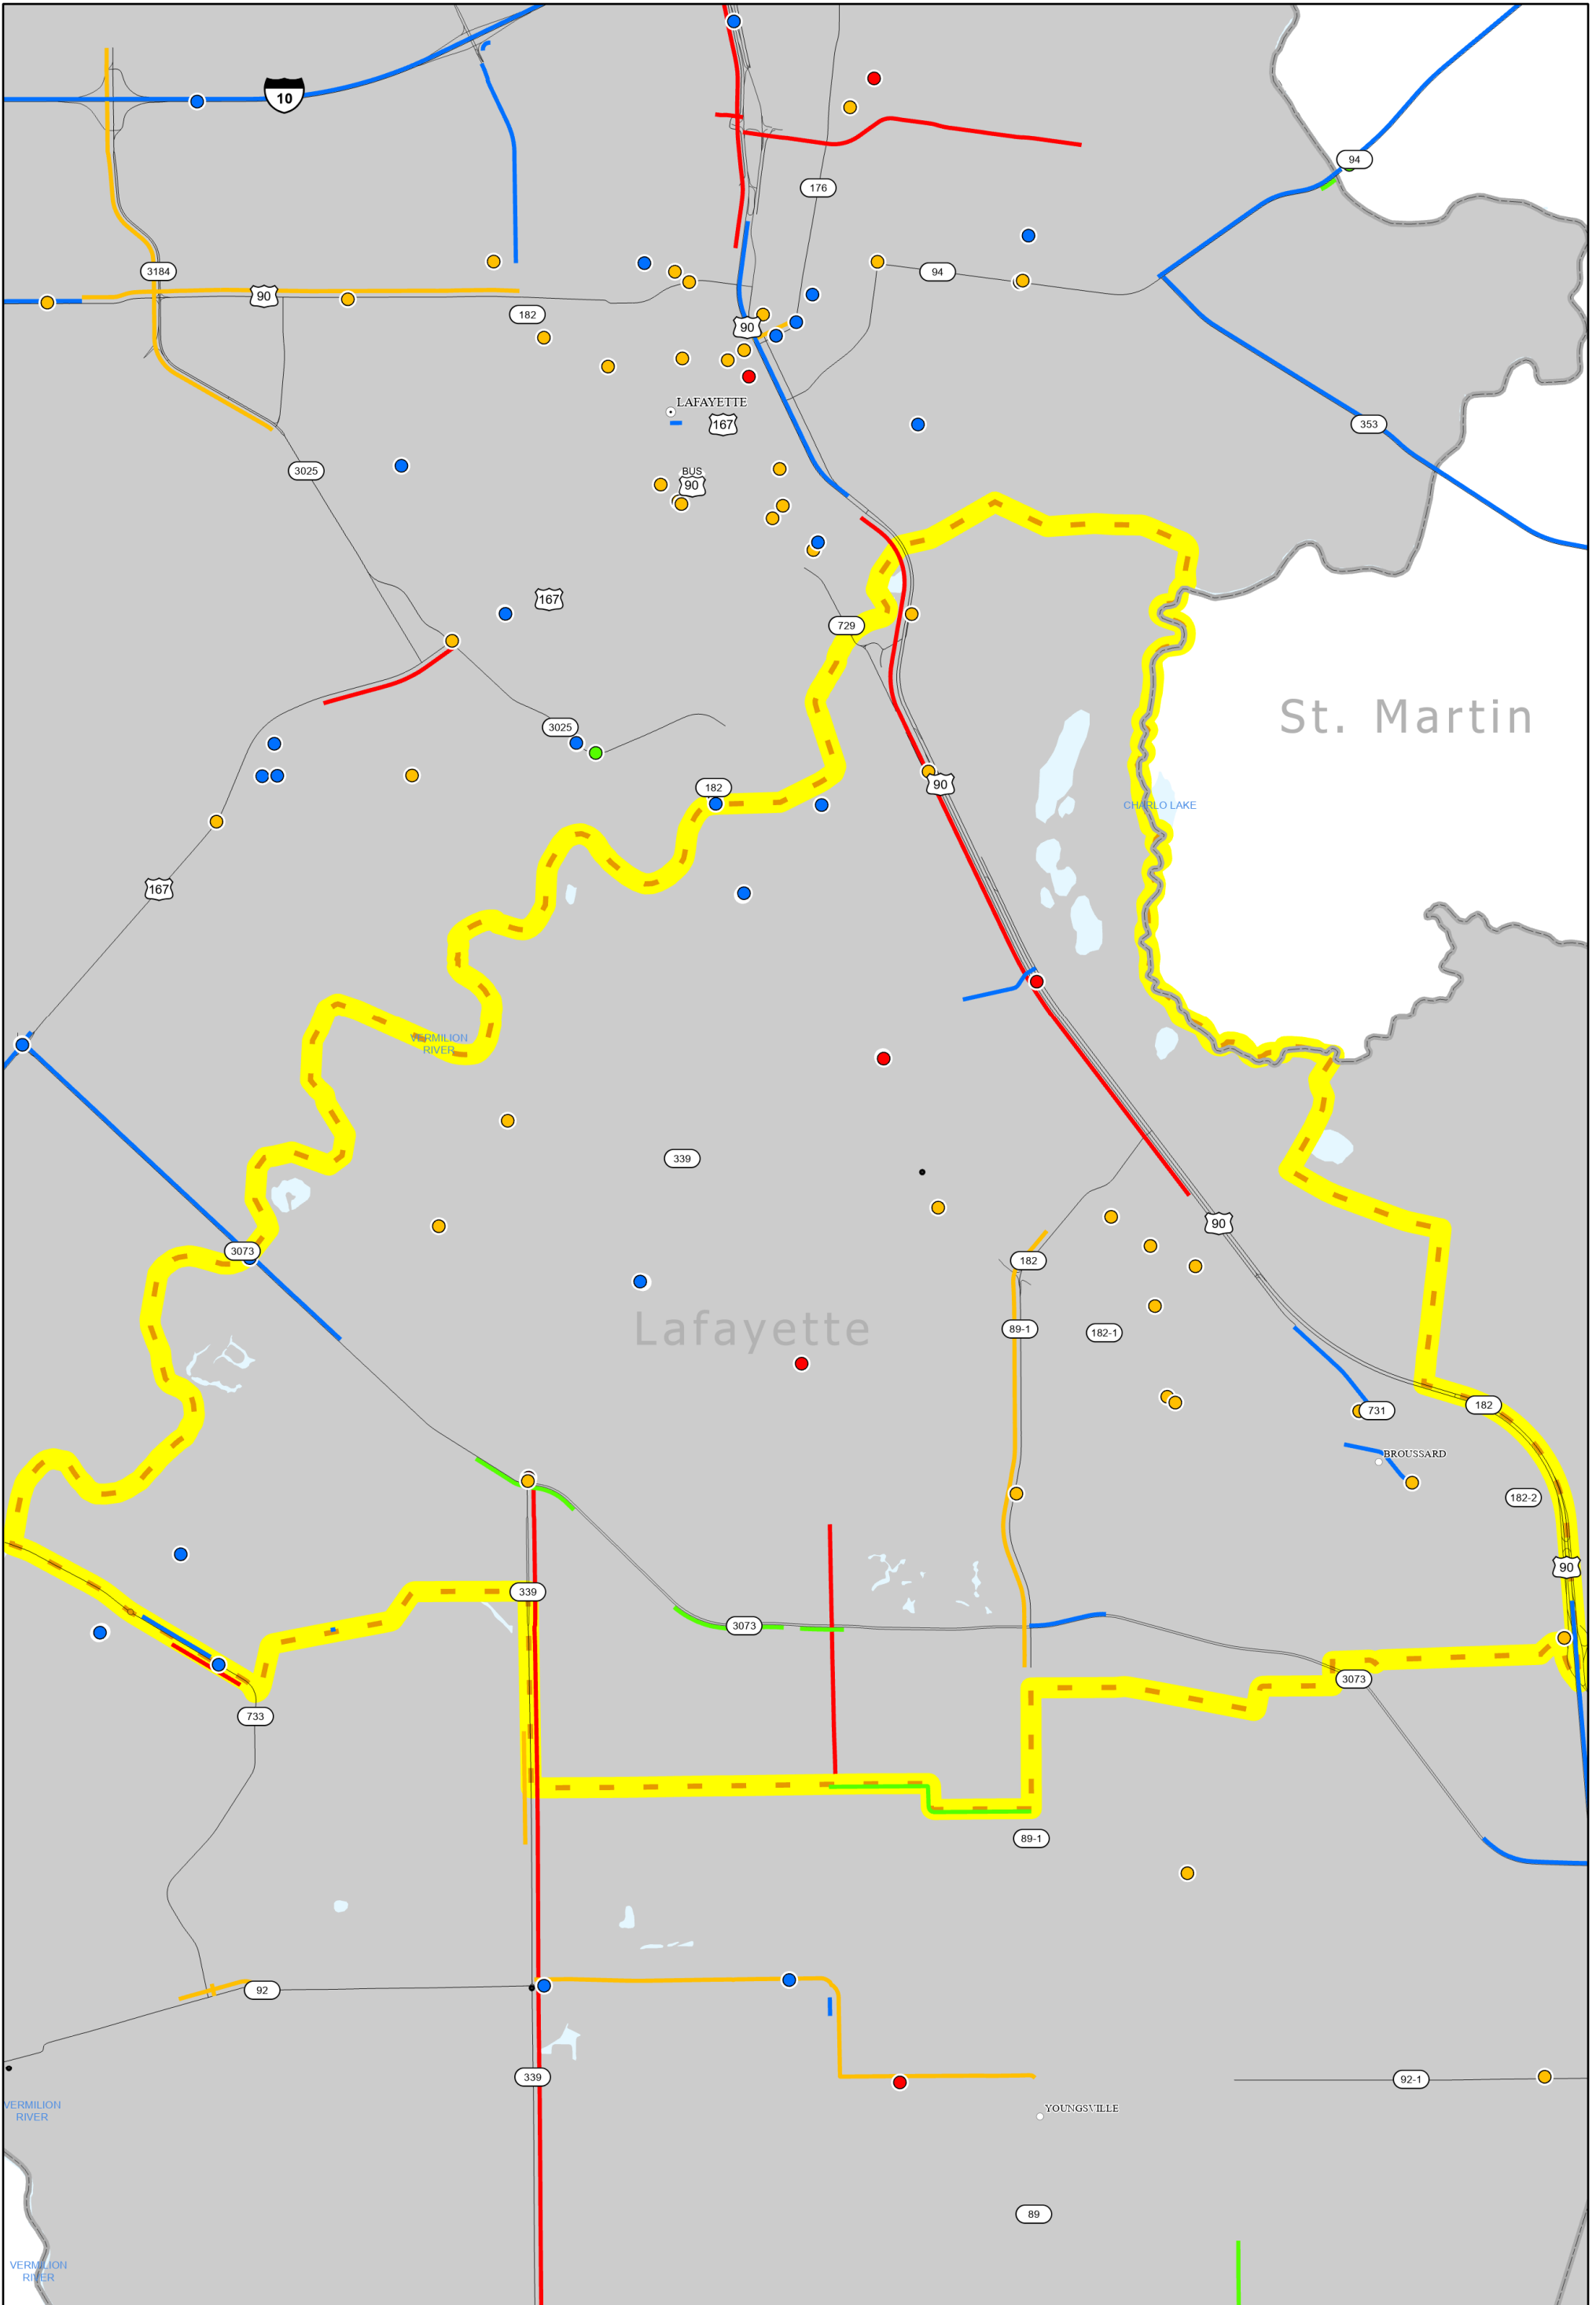 10
94
176
3184
94
90
182
90
LAFAYETTE
167
353
3025
BUS
90
167
729
St. Martin
3025
90
182
CHARLO LAKE
167
VERMILION
RIVER
339
90
3073
182
Lafayette
89-1
182-1
182
731
BROUSSARD
182-2
90
339
3073
3073
733
89-1
92
339
92-1
VERMILION
RIVER
YOUNGSVILLE
89
VERMILION
RIVER